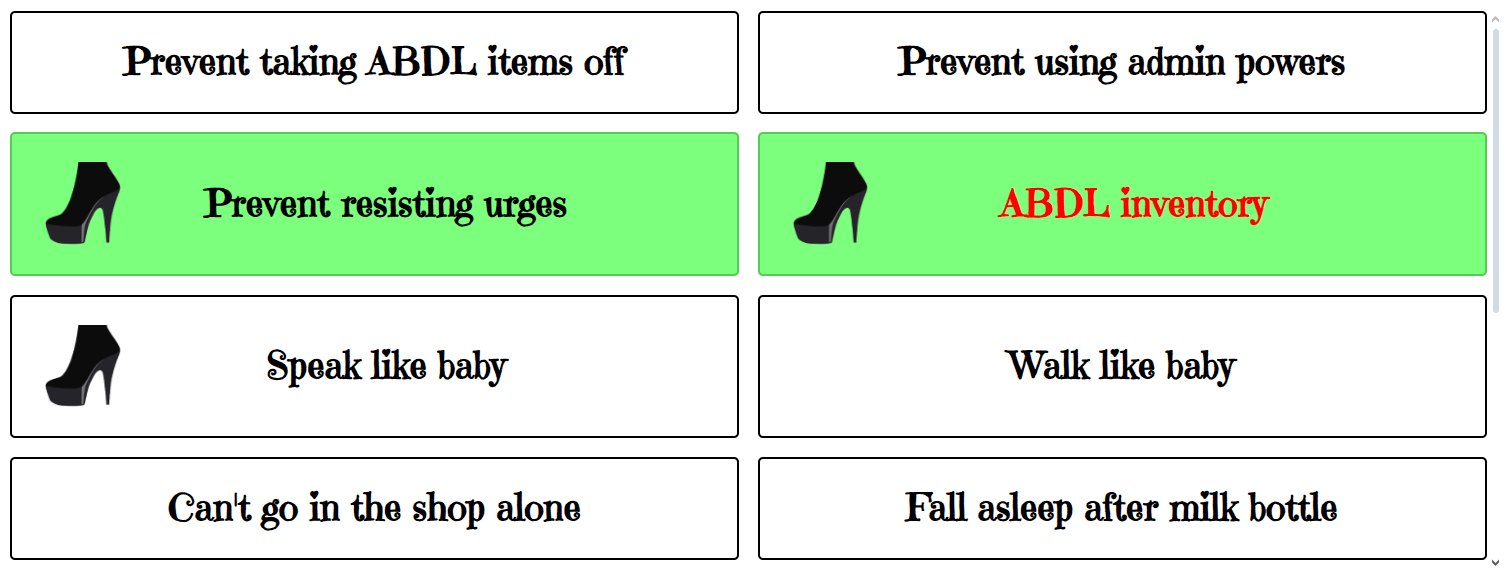 Prevent taking ABDL items off
Prevent using admin powers
Prevent resisting urges
ABDL inventory
Speak like baby
Walk like baby
Can't go in the shop alone
Fall asleep after milk bottle